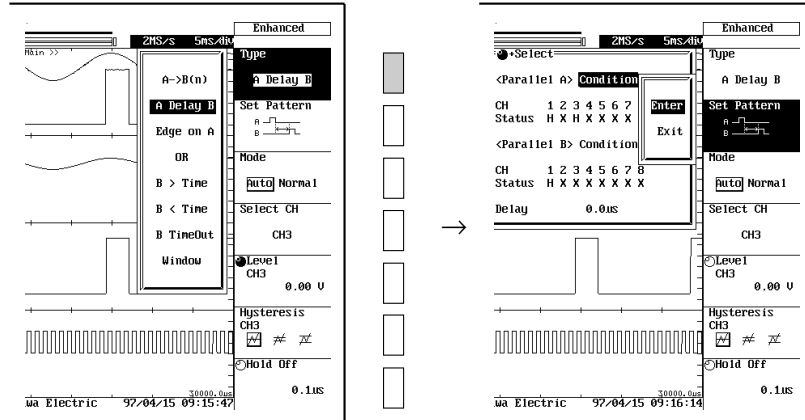 Enhanced
2MS/s 5ms/div
Main >>
Type
A Delay B
A->B(n)
A Delay B
Edge on A
OR
B > Time
B < Time
B TimeOut
Window
Set Pattern
A
B
Mode
Auto Normal
Select CH
CH3
Level
CH3
0.00 V
Hysteresis
CH3
Hold Off
0.1us
30000.0us
wa Electric 97/04/15 09:15:47
→
Enhanced
2MS/s 5ms/div
+Select
<Parallel A> Condition
CH 1 2 3 4 5 6 7
Status H X H X X X X
Enter
Exit
<Parallel B> Condition
CH 1 2 3 4 5 6 7 8
Status H X X X X X X X
Delay 0.0us
Type
A Delay B
Set Pattern
A
B
Mode
Auto Normal
Select CH
CH3
Level
CH3
0.00 V
Hysteresis
CH3
Hold Off
0.1us
30000.0us
wa Electric 97/04/15 09:16:14